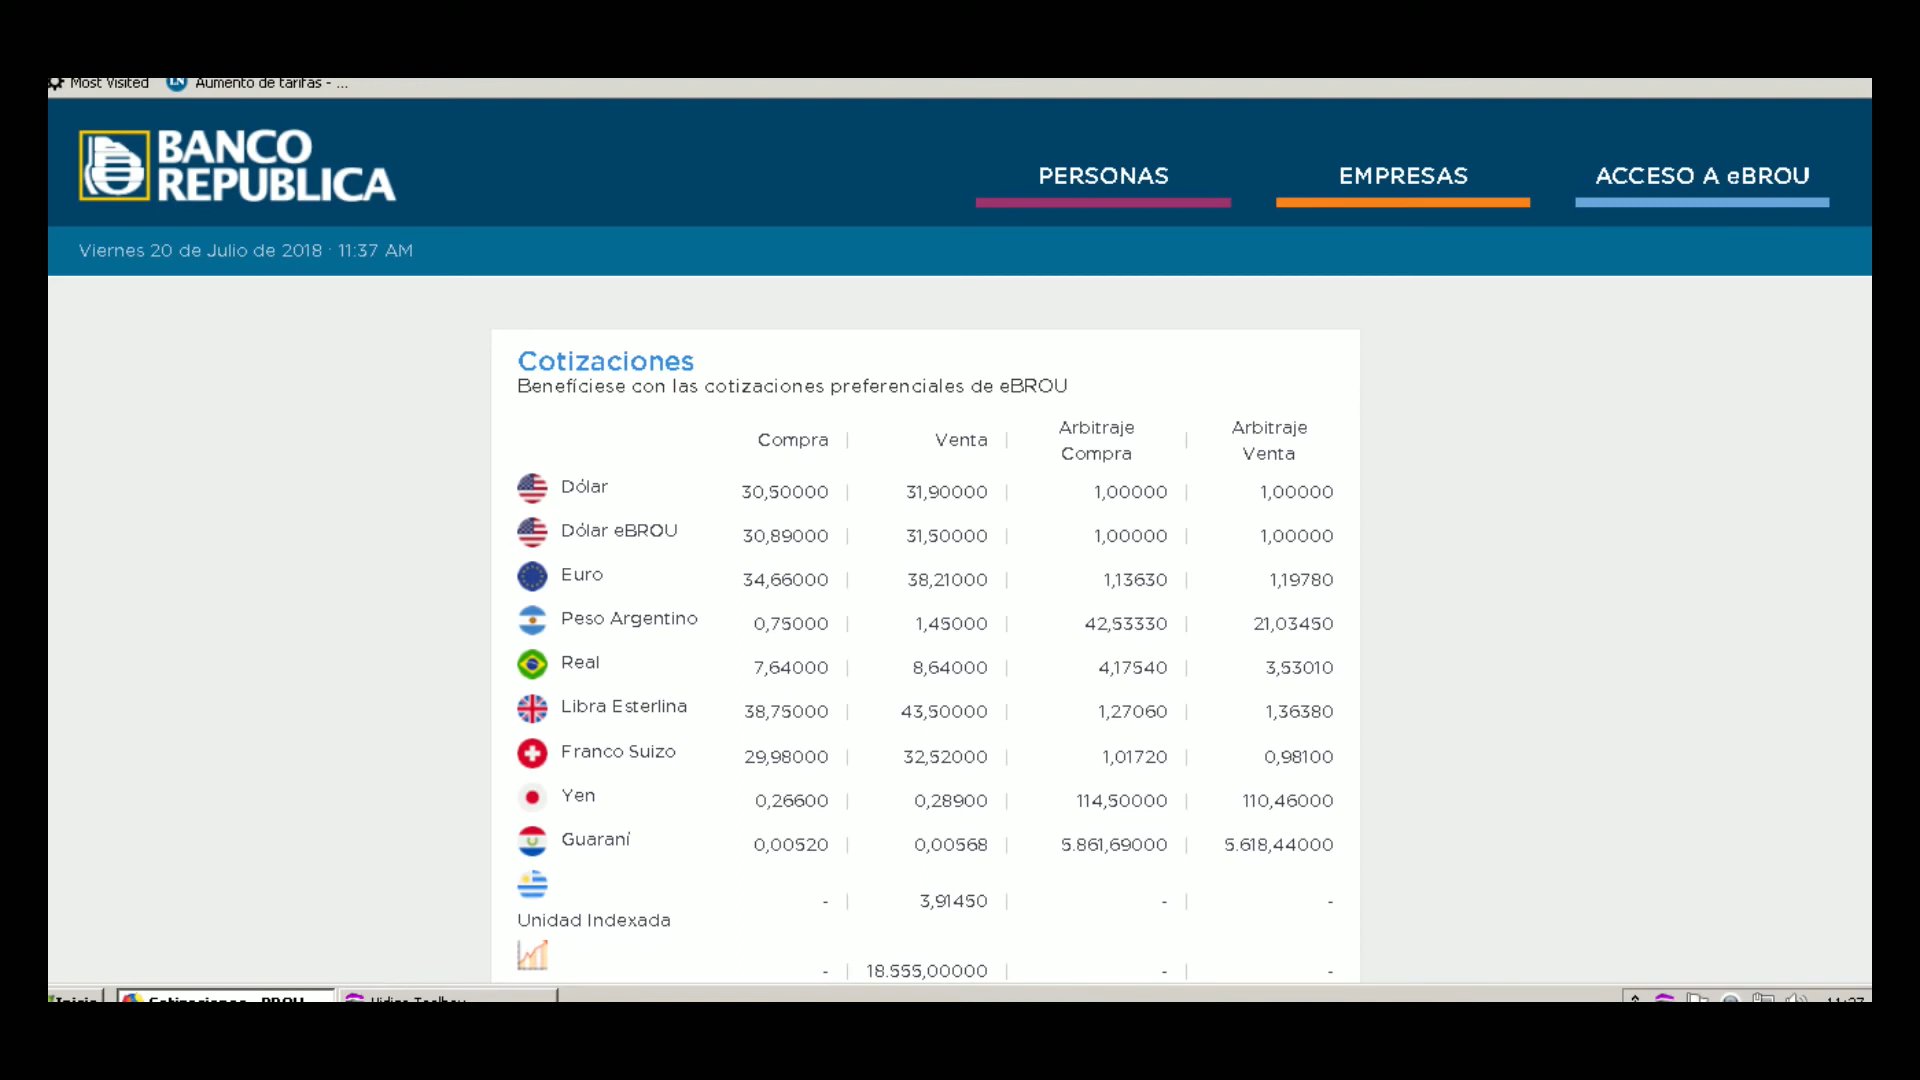 Most Visited Aumento de tarifas - ...
BANCO
REPUBLICA
PERSONAS EMPRESAS ACCESO A eBROU
Viernes 20 de Julio de 2018 · 11:37 AM
Cotizaciones
Benefíciese con las cotizaciones preferenciales de eBROU
Compra | Venta | Arbitraje Compra | Arbitraje Venta
Dólar 30,50000 | 31,90000 | 1,00000 | 1,00000
Dólar eBROU 30,89000 | 31,50000 | 1,00000 | 1,00000
Euro 34,66000 | 38,21000 | 1,13630 | 1,19780
Peso Argentino 0,75000 | 1,45000 | 42,53330 | 21,03450
Real 7,64000 | 8,64000 | 4,17540 | 3,53010
Libra Esterlina 38,75000 | 43,50000 | 1,27060 | 1,36380
Franco Suizo 29,98000 | 32,52000 | 1,01720 | 0,98100
Yen 0,26600 | 0,28900 | 114,50000 | 110,46000
Guaraní 0,00520 | 0,00568 | 5.861,69000 | 5.618,44000
Unidad Indexada - | 3,91450 | - | -
- | 18.555,00000 | - | -
Inicio Cotizaciones - BROU 11:37